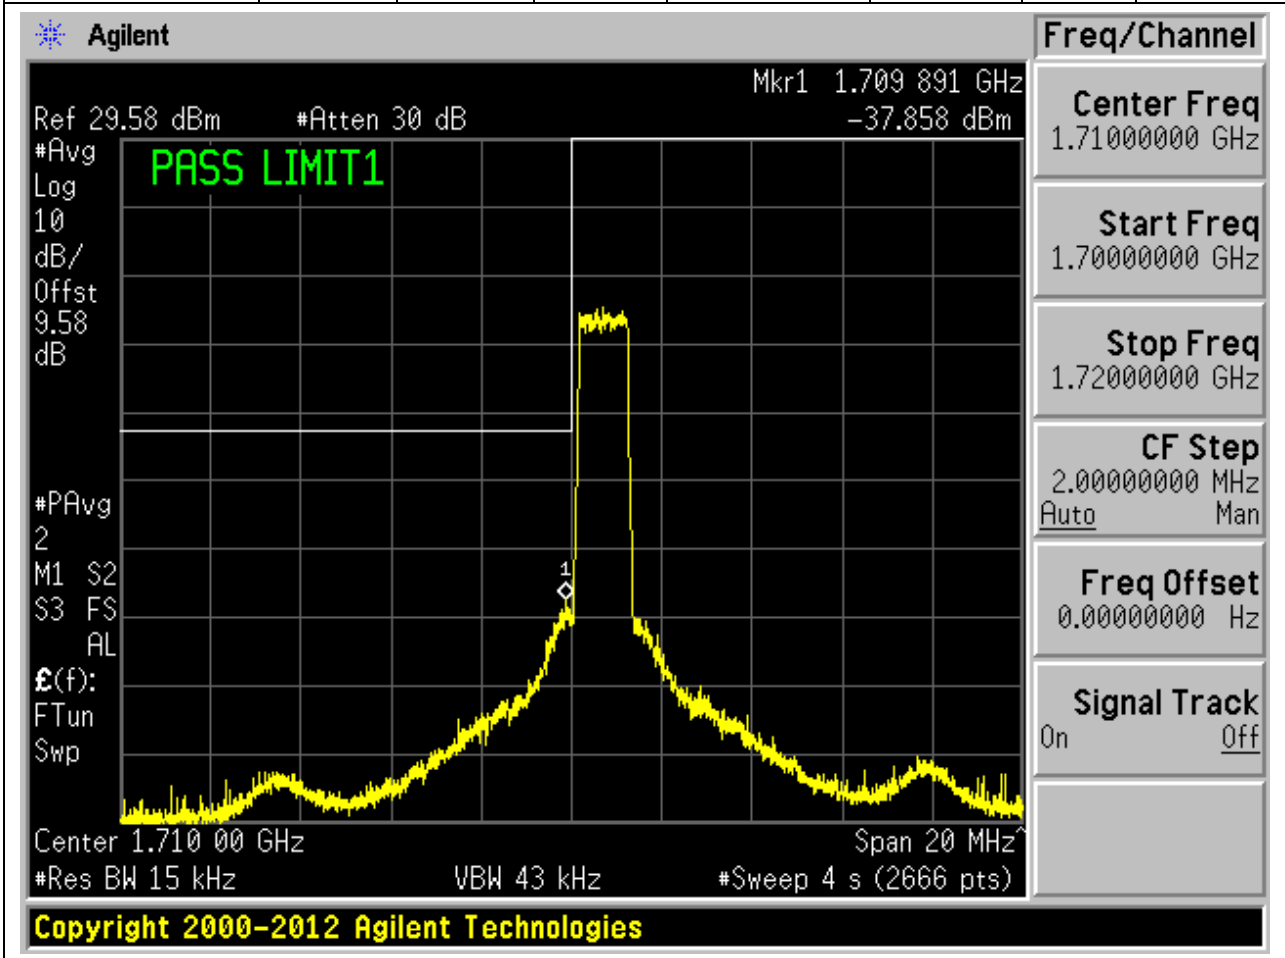 Agilent
Freq/Channel
Mkr1 1.709 891 GHz
Ref 29.58 dBm #Atten 30 dB -37.858 dBm
#Avg
Log
10
dB/
Offst
9.58
dB
PASS LIMIT1
#PAvg
2
M1 S2
S3 FS
AL
£(f):
FTun
Swp
1
Center 1.710 00 GHz Span 20 MHz^
#Res BW 15 kHz VBW 43 kHz #Sweep 4 s (2666 pts)
Center Freq
1.71000000 GHz
Start Freq
1.70000000 GHz
Stop Freq
1.72000000 GHz
CF Step
2.00000000 MHz
Auto Man
Freq Offset
0.00000000 Hz
Signal Track
On Off
Copyright 2000-2012 Agilent Technologies